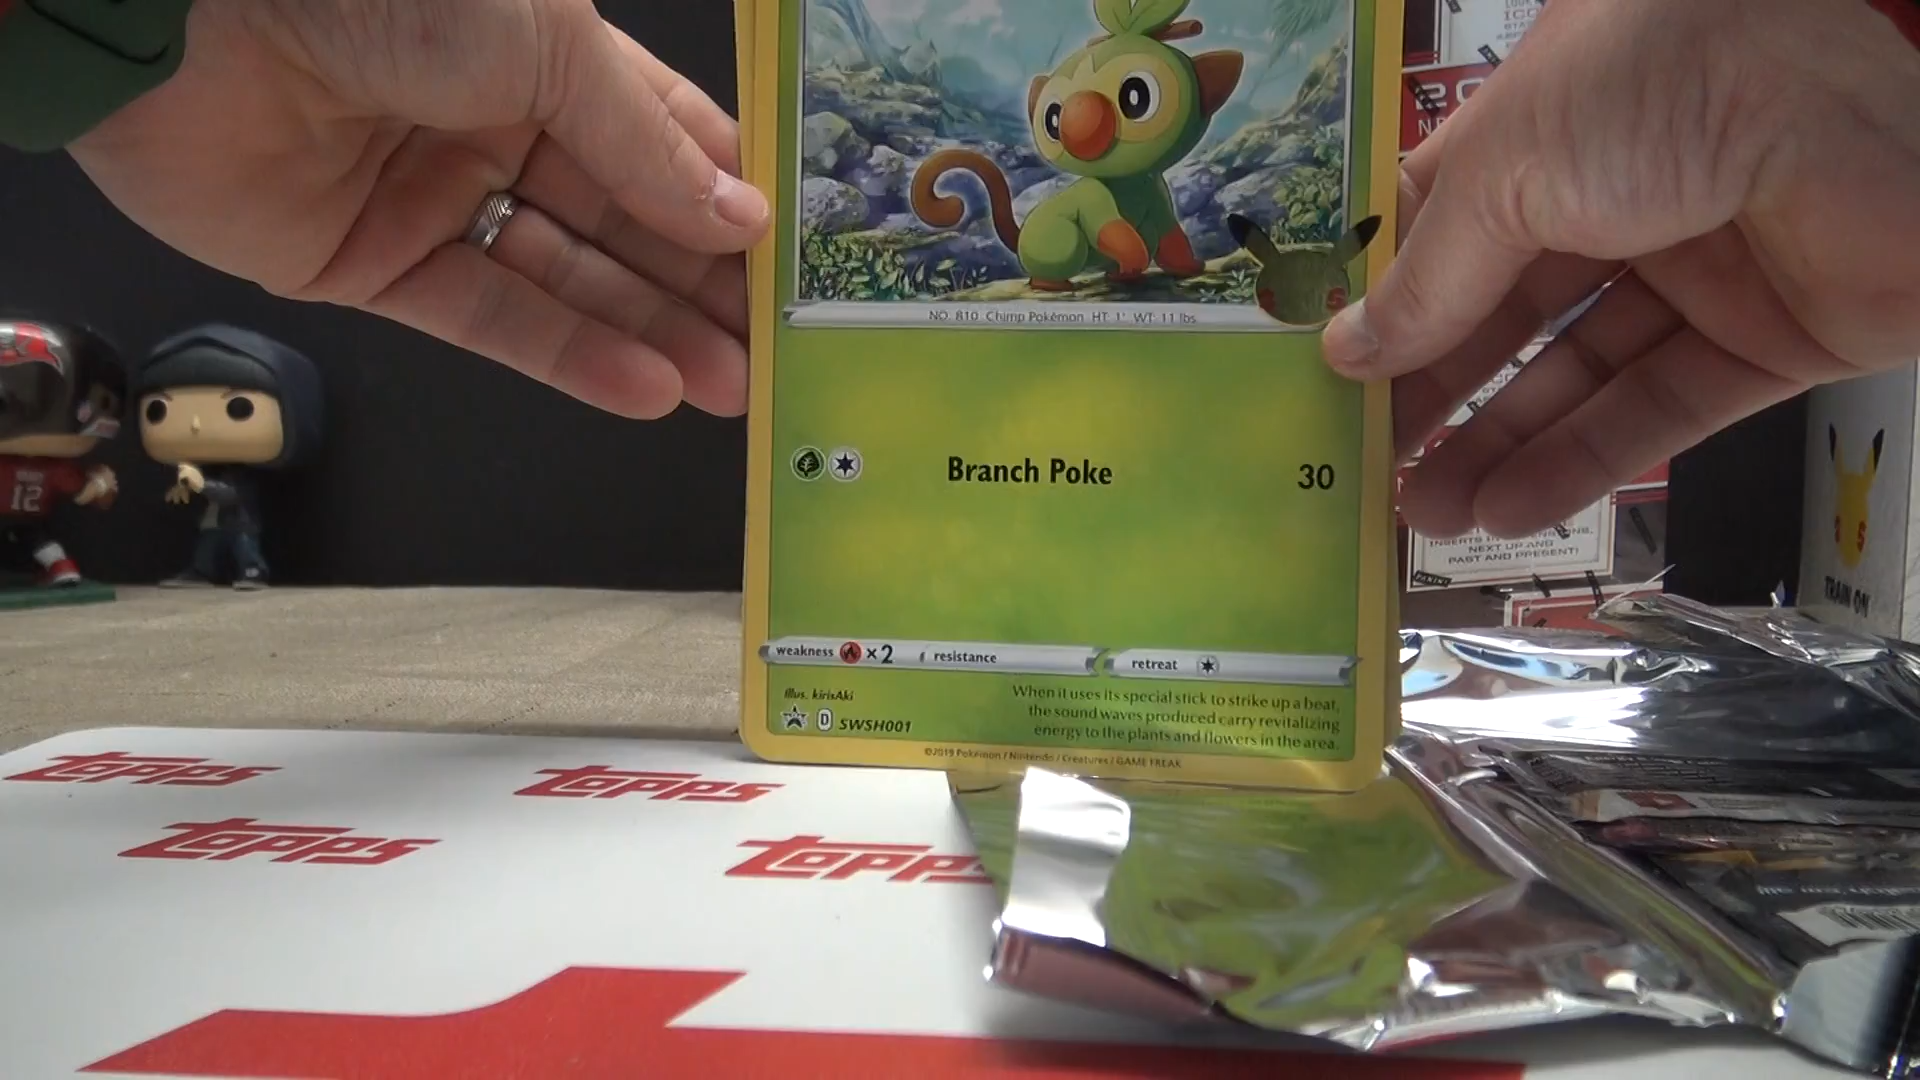 NO. 810 Chimp Pokémon HT: 1' WT: 11 lbs
Branch Poke 30
weakness ×2 resistance retreat
Illus. kirisAki
D SWSH001
When it uses its special stick to strike up a beat,
the sound waves produced carry revitalizing
energy to the plants and flowers in the area.
©2019 Pokémon / Nintendo / Creatures / GAME FREAK
12
NEXT UP AND
PAST AND PRESENT!
PANINI
TRAIN ON
Topps
Topps
Topps
Topps